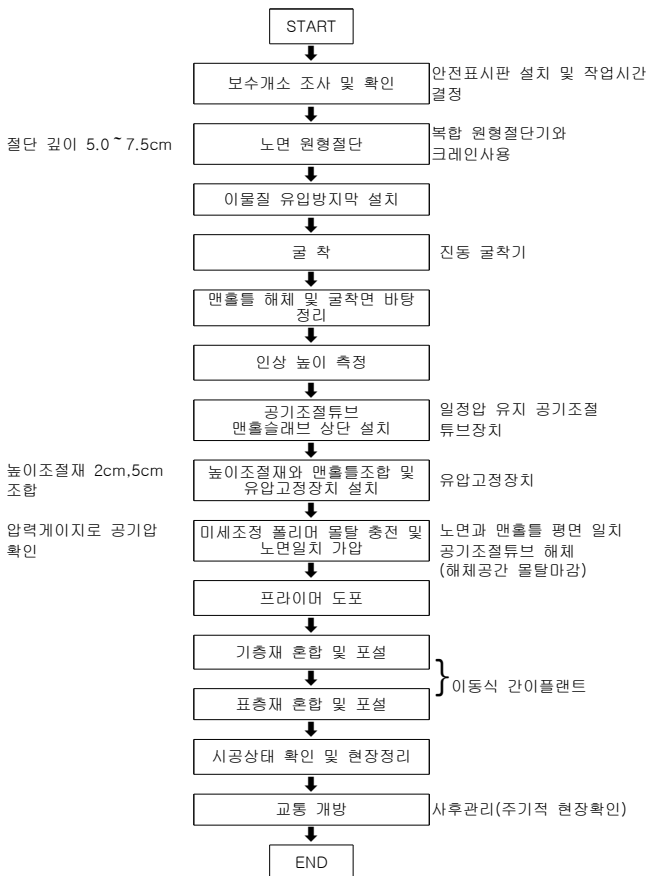 START
보수개소 조사 및 확인
안전표시판 설치 및 작업시간
결정
절단 깊이 5.0~7.5cm
노면 원형절단
복합 원형절단기와
크레인사용
이물질 유입방지막 설치
굴 착
진동 굴착기
맨홀틀 해체 및 굴착면 바탕
정리
인상 높이 측정
공기조절튜브
맨홀슬래브 상단 설치
일정압 유지 공기조절
튜브장치
높이조절재 2cm,5cm
조합
높이조절재와 맨홀틀조합 및
유압고정장치 설치
유압고정장치
압력게이지로 공기압
확인
미세조정 폴리머 몰탈 충전 및
노면일치 가압
노면과 맨홀틀 평면 일치
공기조절튜브 해체
(해체공간 몰탈마감)
프라이머 도포
기층재 혼합 및 포설
이동식 간이플랜트
표층재 혼합 및 포설
시공상태 확인 및 현장정리
교통 개방
사후관리(주기적 현장확인)
END